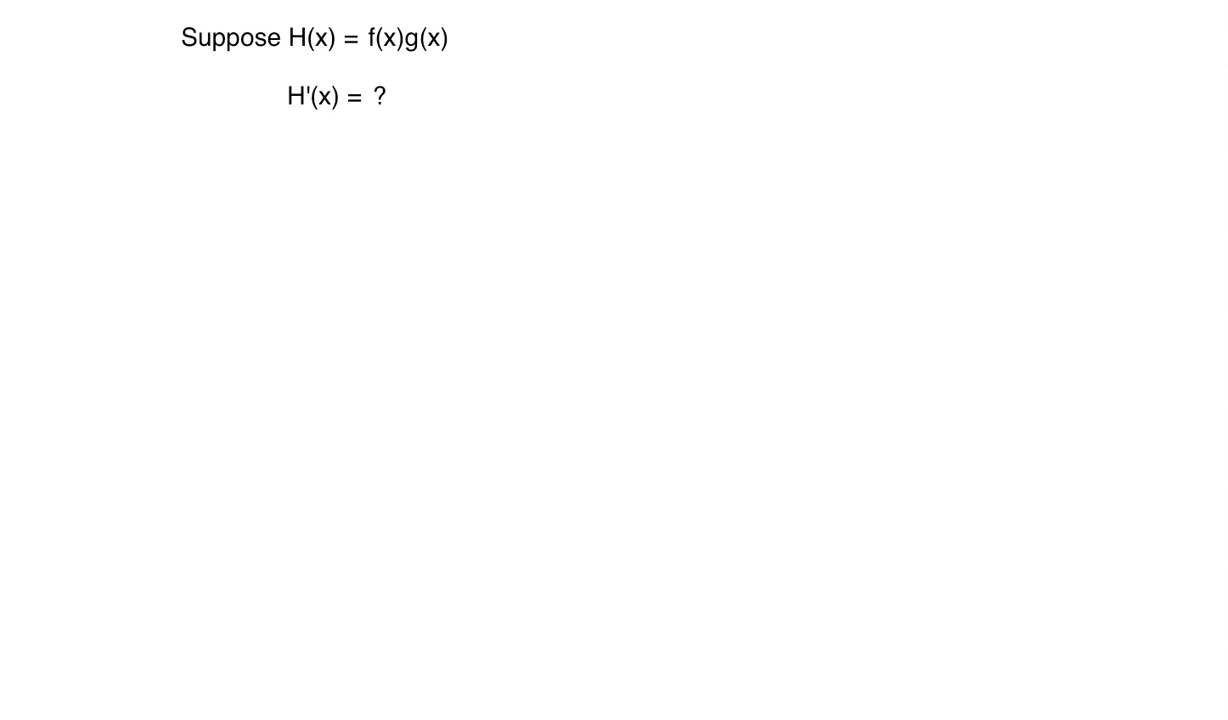 Suppose H(x) = f(x)g(x)
H'(x) = ?